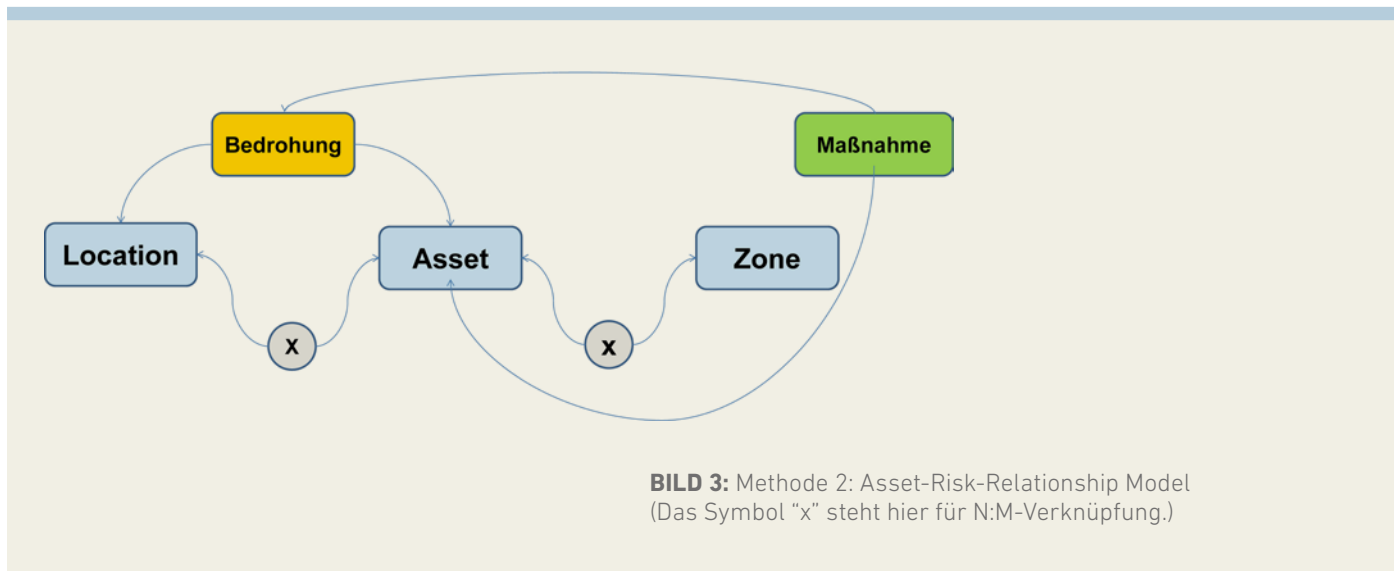 Bedrohung
Maßnahme
Location
Asset
Zone
X
x
BILD 3: Methode 2: Asset-Risk-Relationship Model
(Das Symbol “x” steht hier für N:M-Verknüpfung.)